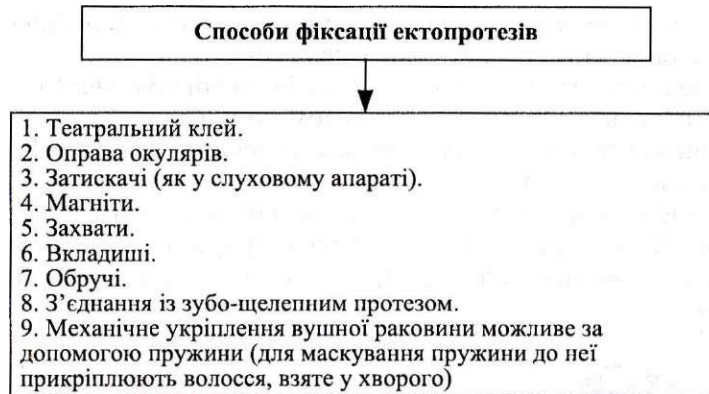 Способи фіксації ектопротезів
1. Театральний клей.
2. Оправа окулярів.
3. Затискачі (як у слуховому апараті).
4. Магніти.
5. Захвати.
6. Вкладиші.
7. Обручі.
8. З’єднання із зубо-щелепним протезом.
9. Механічне укріплення вушної раковини можливе за
допомогою пружини (для маскування пружини до неї
прикріплюють волосся, взяте у хворого)